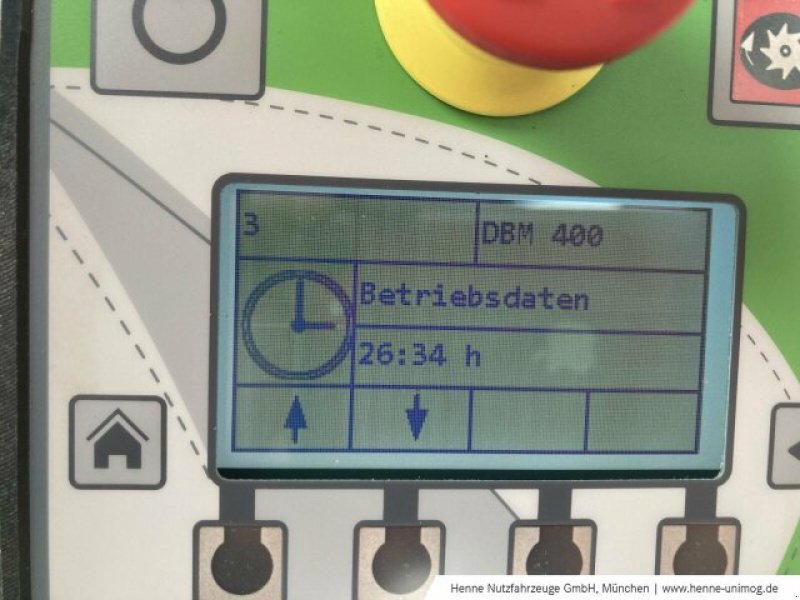 3
DBM 400
Betriebsdaten
26:34 h
Henne Nutzfahrzeuge GmbH, München | www.henne-unimog.de